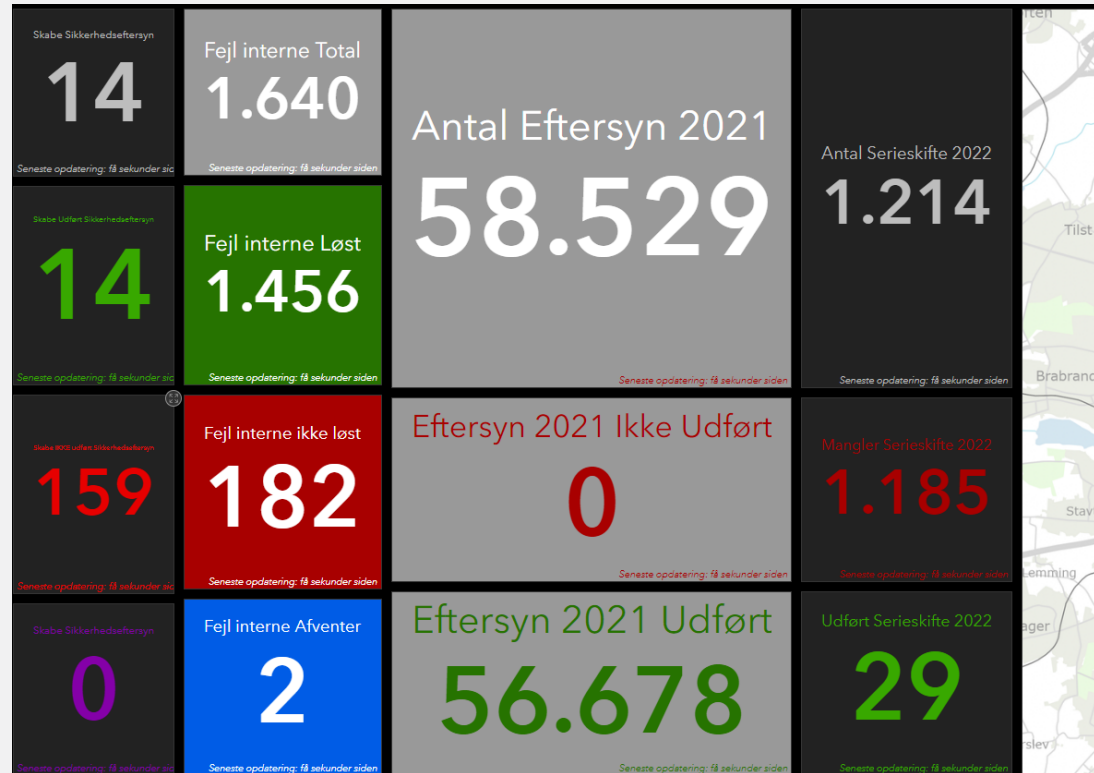 Skabe Sikkerhedseftersyn
14
Seneste opdatering: få sekunder sid
Skabe Udført Sikkerhedseftersyn
14
Seneste opdatering: få sekunder sid
159
Seneste opdatering: få sekunder sid
Skabe Sikkerhedseftersyn
0
Seneste opdatering: få sekunder sid
Fejl interne Total
1.640
Seneste opdatering: få sekunder siden
Fejl interne Løst
1.456
Seneste opdatering: få sekunder siden
Fejl interne ikke løst
182
Seneste opdatering: få sekunder siden
Fejl interne Afventer
2
Seneste opdatering: få sekunder siden
Antal Eftersyn 2021
58.529
Seneste opdatering: få sekunder siden
Eftersyn 2021 Ikke Udført
0
Seneste opdatering: få sekunder siden
Eftersyn 2021 Udført
56.678
Seneste opdatering: få sekunder siden
Antal Serieskifte 2022
1.214
Seneste opdatering: få sekunder siden
Mangler Serieskifte 2022
1.185
Seneste opdatering: få sekunder siden
Udført Serieskifte 2022
29
Seneste opdatering: få sekunder siden
Tilst
Brabrand
Stav
Lemming
ager
rslev